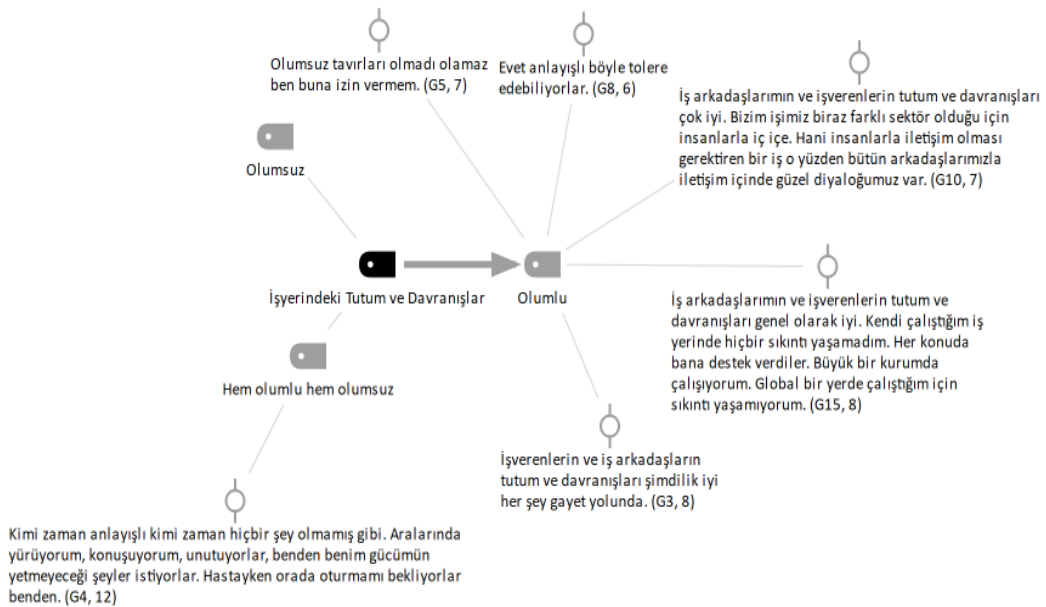 Olumsuz tavırları olmadı olamaz
ben buna izin vermem. (G5, 7)
Evet anlayışlı böyle tolere
edebiliyorlar. (G8, 6)
İş arkadaşlarımın ve işverenlerin tutum ve davranışları
çok iyi. Bizim işimiz biraz farklı sektör olduğu için
insanlarla iç içe. Hani insanlarla iletişim olması
gerektiren bir iş o yüzden bütün arkadaşlarımızla
iletişim içinde güzel diyaloğumuz var. (G10, 7)
Olumsuz
İşyerindeki Tutum ve Davranışlar
Olumlu
İş arkadaşlarımın ve işverenlerin tutum ve
davranışları genel olarak iyi. Kendi çalıştığım iş
yerinde hiçbir sıkıntı yaşamadım. Her konuda
bana destek verdiler. Büyük bir kurumda
çalışıyorum. Global bir yerde çalıştığım için
sıkıntı yaşamıyorum. (G15, 8)
Hem olumlu hem olumsuz
İşverenlerin ve iş arkadaşların
tutum ve davranışları şimdilik iyi
her şey gayet yolunda. (G3, 8)
Kimi zaman anlayışlı kimi zaman hiçbir şey olmamış gibi. Aralarında
yürüyorum, konuşuyorum, unutuyorlar, benden benim gücümün
yetmeyeceği şeyler istiyorlar. Hastayken orada oturmamı bekliyorlar
benden. (G4, 12)